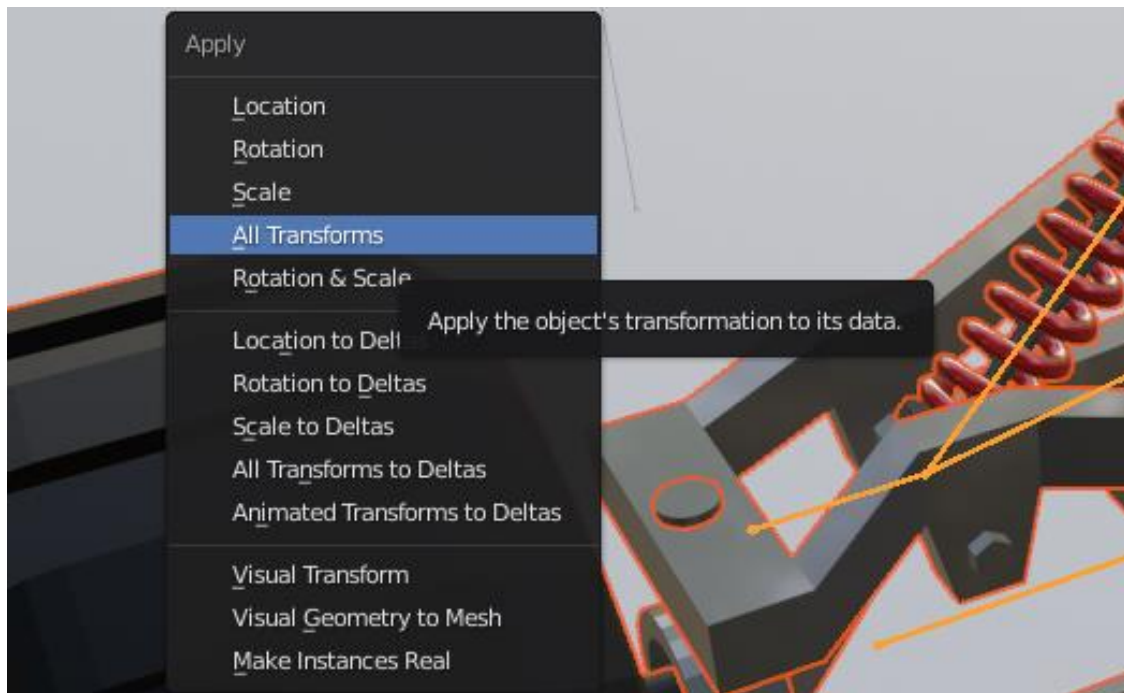 Apply
Location
Rotation
Scale
All Transforms
Rotation & Scale
Apply the object's transformation to its data.
Location to Delt
Rotation to Deltas
Scale to Deltas
All Transforms to Deltas
Animated Transforms to Deltas
Visual Transform
Visual Geometry to Mesh
Make Instances Real